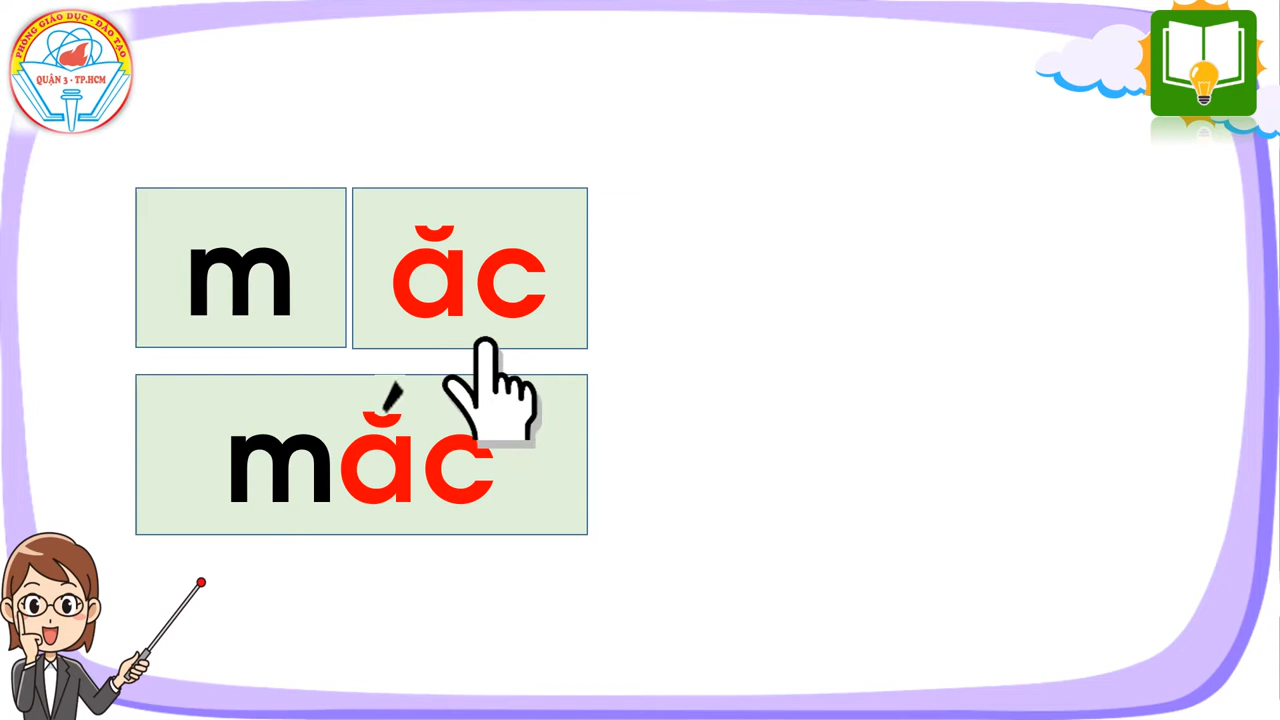 PHÒNG GIÁO DỤC - ĐÀO TẠO
QUẬN 3 - TP.HCM
m ăc
mắc